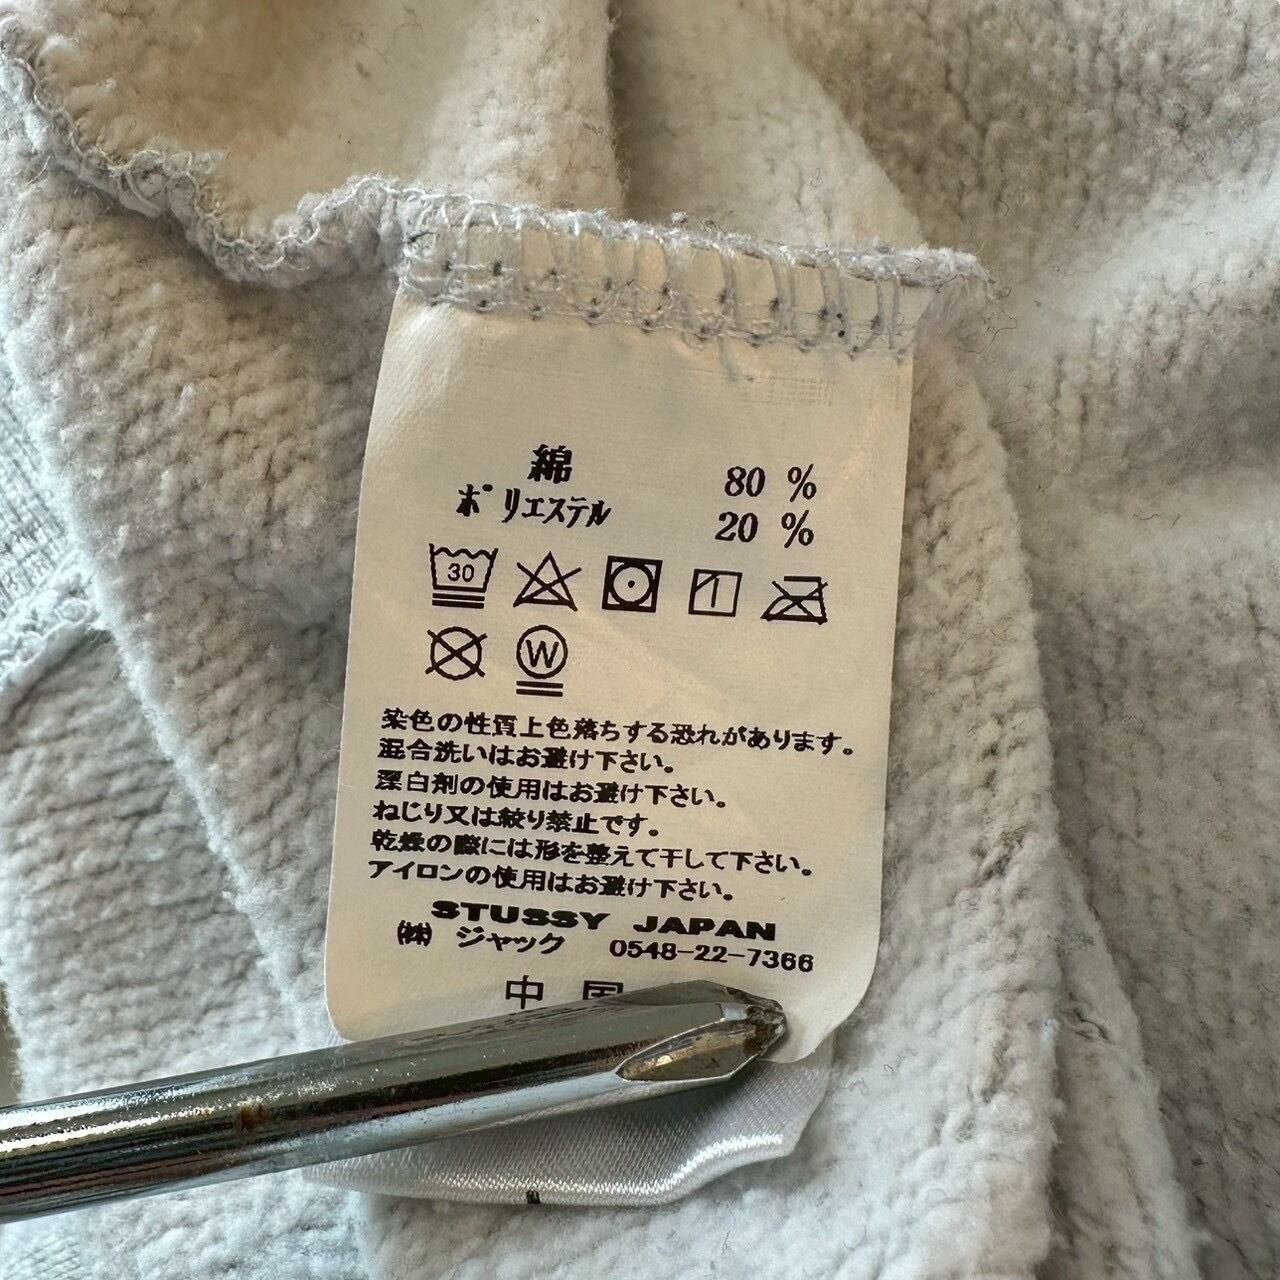 綿 80 %
ポリエステル 20 %
30
W
染色の性質上色落ちする恐れがあります。
混合洗いはお避け下さい。
漂白剤の使用はお避け下さい。
ねじり又は絞り禁止です。
乾燥の際には形を整えて干して下さい。
アイロンの使用はお避け下さい。
STUSSY JAPAN
㈱ ジャック 0548-22-7366
中国